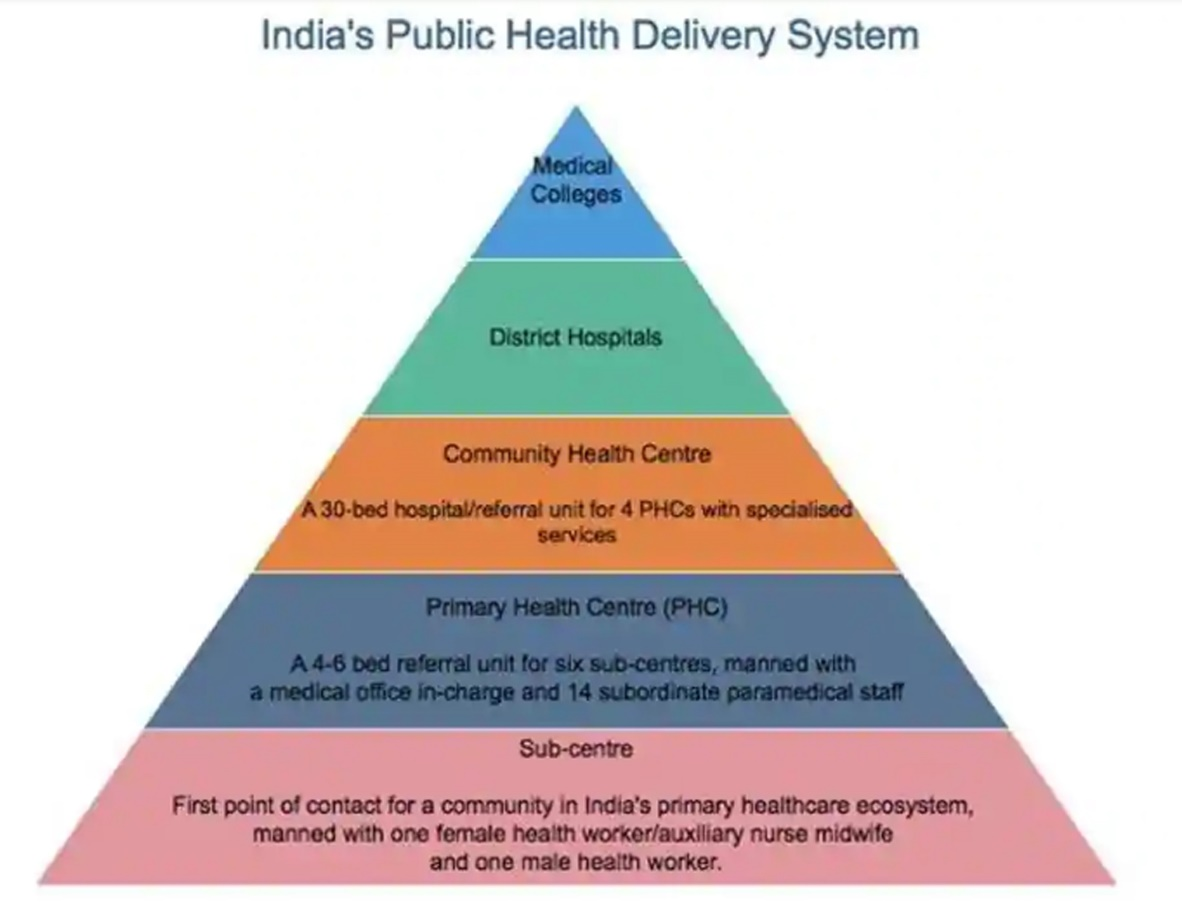 India's Public Health Delivery System
Medical
Colleges
District Hospitals
Community Health Centre
A 30-bed hospital/referral unit for 4 PHCs with specialised
services
Primary Health Centre (PHC)
A 4-6 bed referral unit for six sub-centres, manned with
a medical office in-charge and 14 subordinate paramedical staff
Sub-centre
First point of contact for a community in India's primary healthcare ecosystem,
manned with one female health worker/auxiliary nurse midwife
and one male health worker.